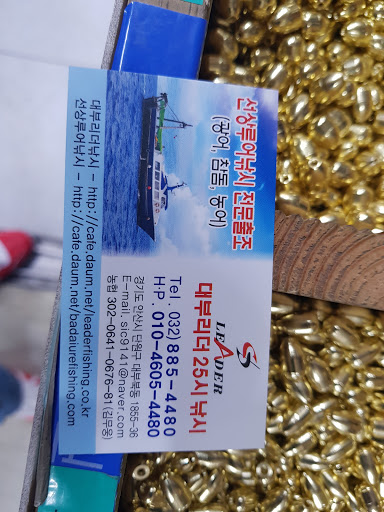 선상루어낚시 전문출조
(광어, 참돔, 농어)
LEADER
대부리더 25시 낚시
Tel. 032) 885-4480
H·P. 010-4605-4480
경기도 안산시 단원구 대부북동 1855-36
E-mail. slc9141@naver.com
농협 302-0641-0676-81 (김무웅)
대부리더낚시 - http://cafe.daum.net/leaderfishing.co.kr
선상루어낚시 - http://cafe.daum.net/badalurefishing.com